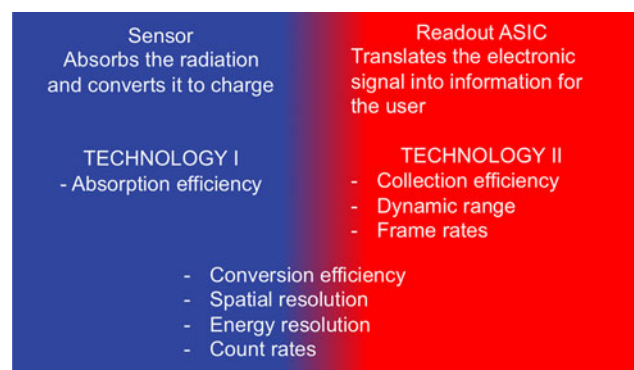 Sensor
Absorbs the radiation
and converts it to charge
Readout ASIC
Translates the electronic
signal into information for
the user
TECHNOLOGY I
- Absorption efficiency
TECHNOLOGY II
- Collection efficiency
- Dynamic range
- Frame rates
- Conversion efficiency
- Spatial resolution
- Energy resolution
- Count rates